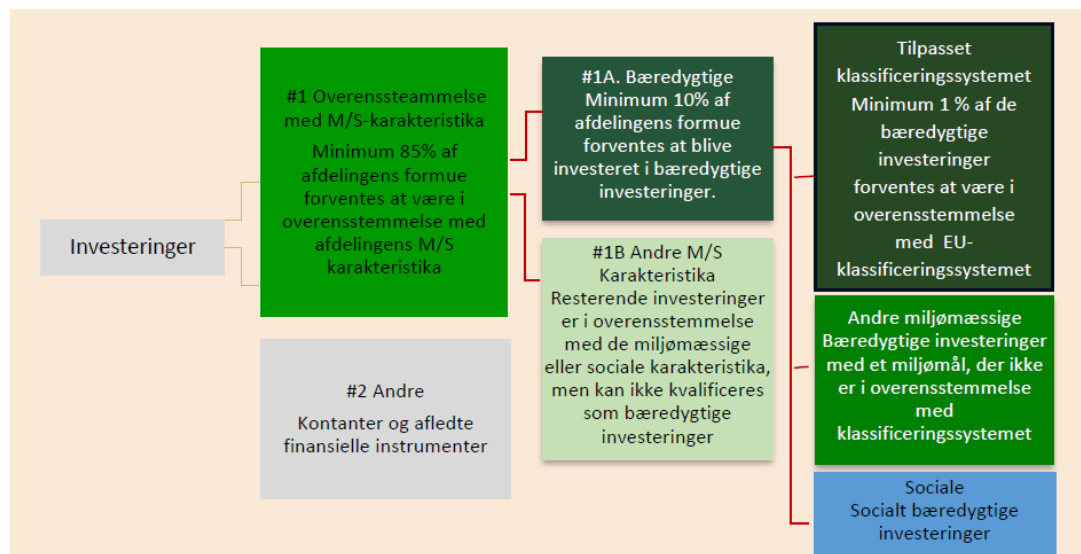 Investeringer
#1 Overenssteammelse
med M/S-karakteristika
Minimum 85% af
afdelingens formue
forventes at være i
overensstemmelse med
afdelingens M/S
karakteristika
#2 Andre
Kontanter og afledte
finansielle instrumenter
#1A. Bæredygtige
Minimum 10% af
afdelingens formue
forventes at blive
investeret i bæredygtige
investeringer.
#1B Andre M/S
Karakteristika
Resterende investeringer
er i overensstemmelse
med de miljømæssige
eller sociale karakteristika,
men kan ikke kvalificeres
som bæredygtige
investeringer
Tilpasset
klassificeringssystemet
Minimum 1 % af de
bæredygtige
investeringer
forventes at være i
overensstemmelse
med EU-
klassificeringssystemet
Andre miljømæssige
Bæredygtige investeringer
med et miljømål, der ikke
er i overensstemmelse
med
klassificeringssystemet
Sociale
Socialt bæredygtige
investeringer